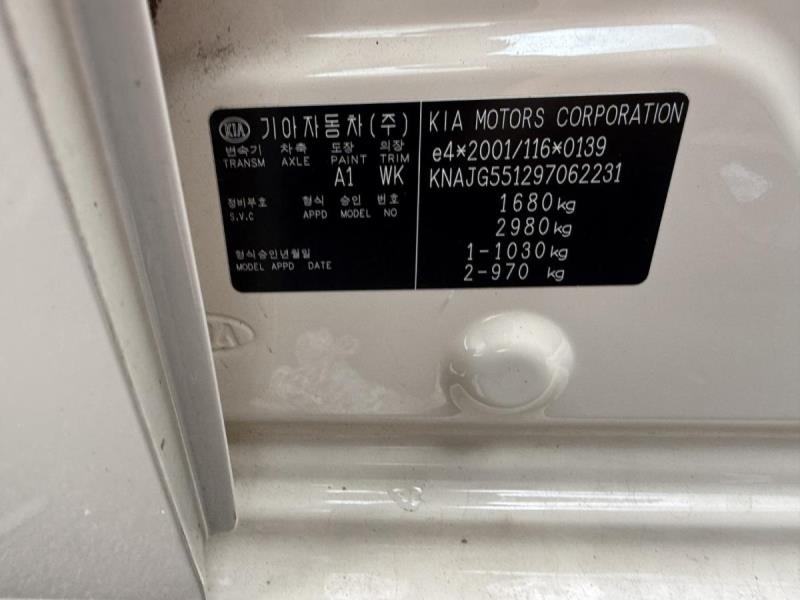 KIA 기아자동차(주)
변속기 차축 도장 의장
TRANSM AXLE PAINT TRIM
A1 WK
정비부호 형식 승인 번호
S.V.C APPD MODEL NO
형식승인년월일
MODEL APPD DATE
KIA MOTORS CORPORATION
e4*2001/116*0139
KNAJG551297062231
1680kg
2980kg
1-1030kg
2-970 kg